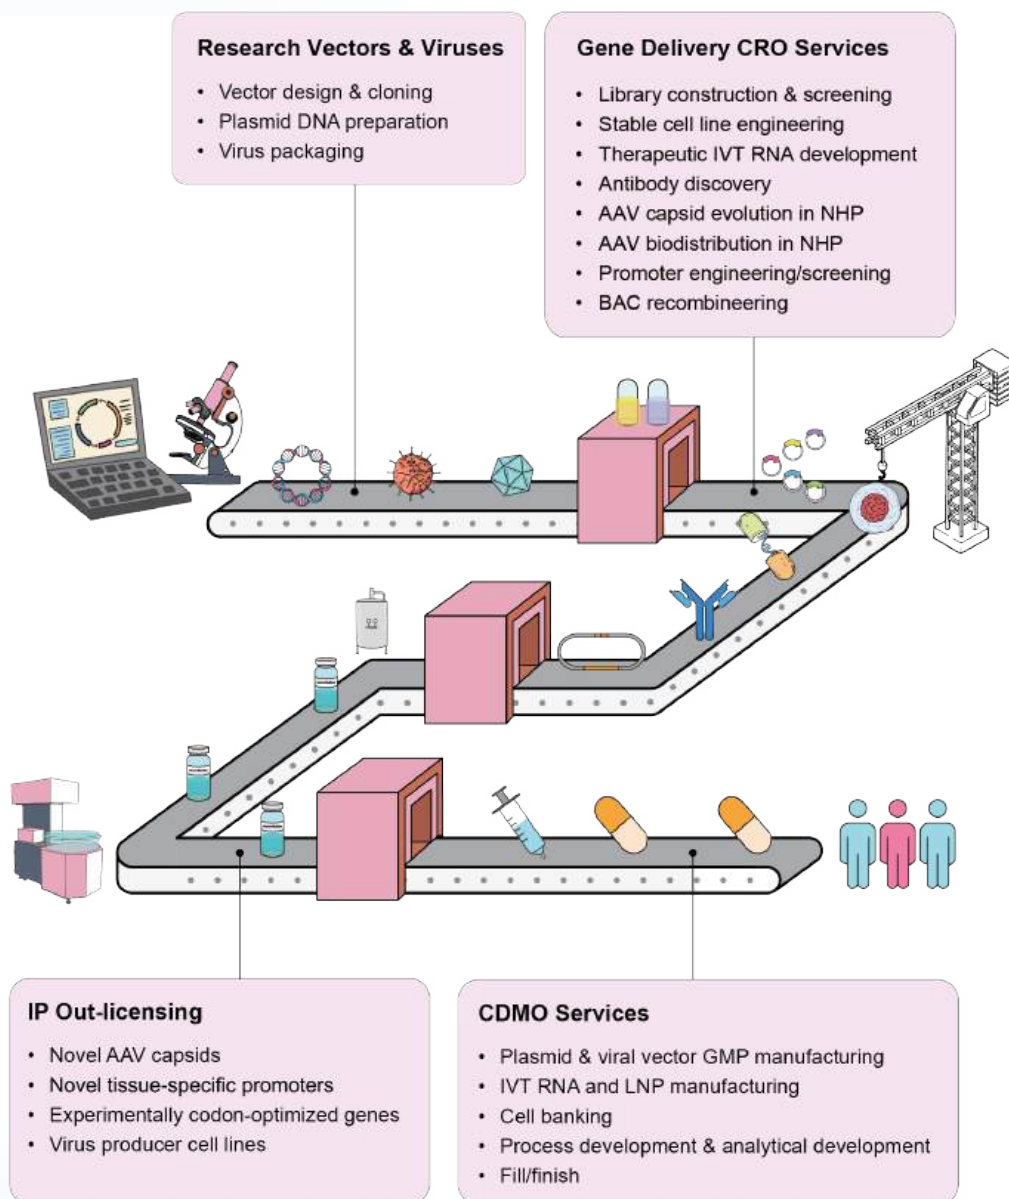 Research Vectors & Viruses
• Vector design & cloning
• Plasmid DNA preparation
• Virus packaging
Gene Delivery CRO Services
• Library construction & screening
• Stable cell line engineering
• Therapeutic IVT RNA development
• Antibody discovery
• AAV capsid evolution in NHP
• AAV biodistribution in NHP
• Promoter engineering/screening
• BAC recombineering
IP Out-licensing
• Novel AAV capsids
• Novel tissue-specific promoters
• Experimentally codon-optimized genes
• Virus producer cell lines
CDMO Services
• Plasmid & viral vector GMP manufacturing
• IVT RNA and LNP manufacturing
• Cell banking
• Process development & analytical development
• Fill/finish